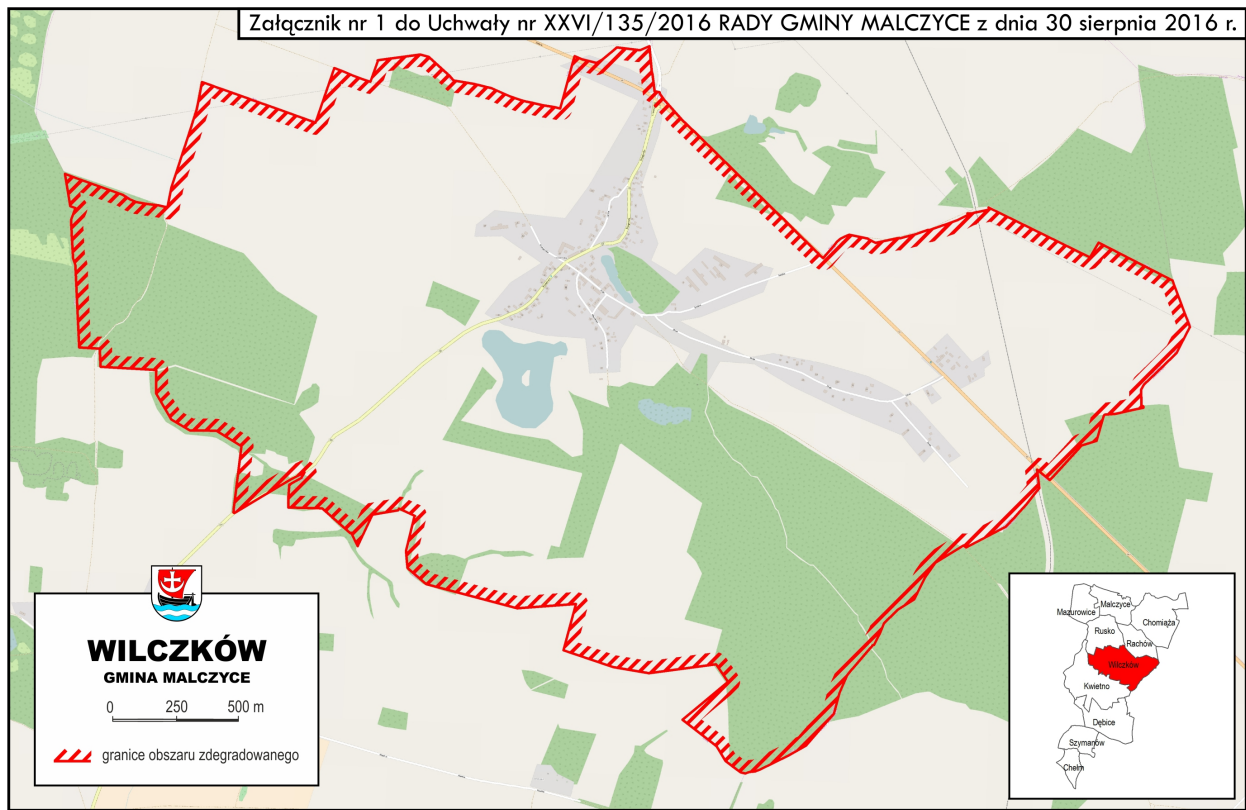 Załącznik nr 1 do Uchwały nr XXVI/135/2016 RADY GMINY MALCZYCE z dnia 30 sierpnia 2016 r.
WILCZKÓW
GMINA MALCZYCE
0 250 500 m
granice obszaru zdegradowanego
Mazurowice
Malczyce
Chomiąża
Rusko
Rachów
Wilczków
Kwietno
Dębice
Szymanów
Chełm